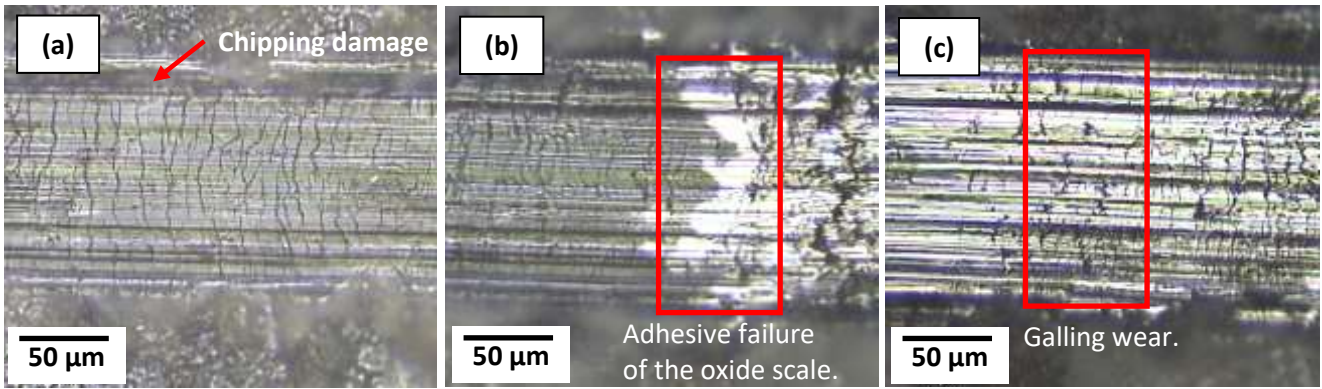 (a)
Chipping damage
50 µm
(b)
Adhesive failure
of the oxide scale.
50 µm
(c)
Galling wear.
50 µm